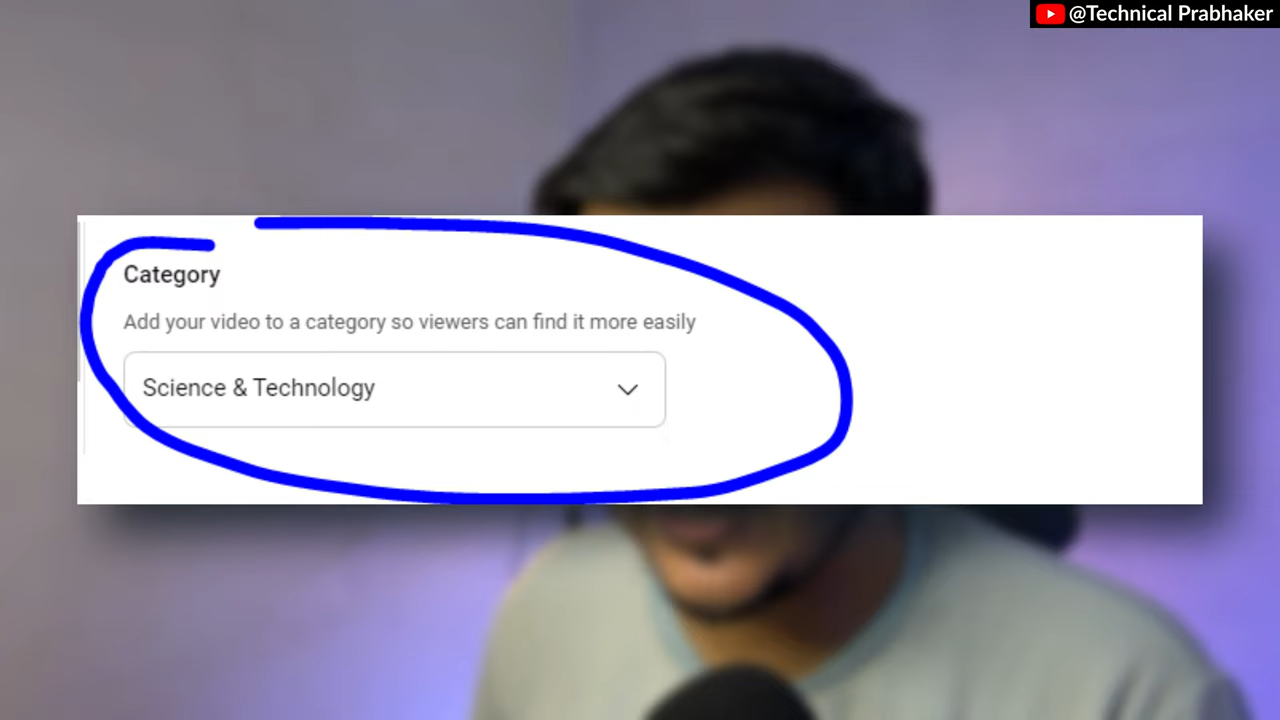 @Technical Prabhaker
Category
Add your video to a category so viewers can find it more easily
Science & Technology